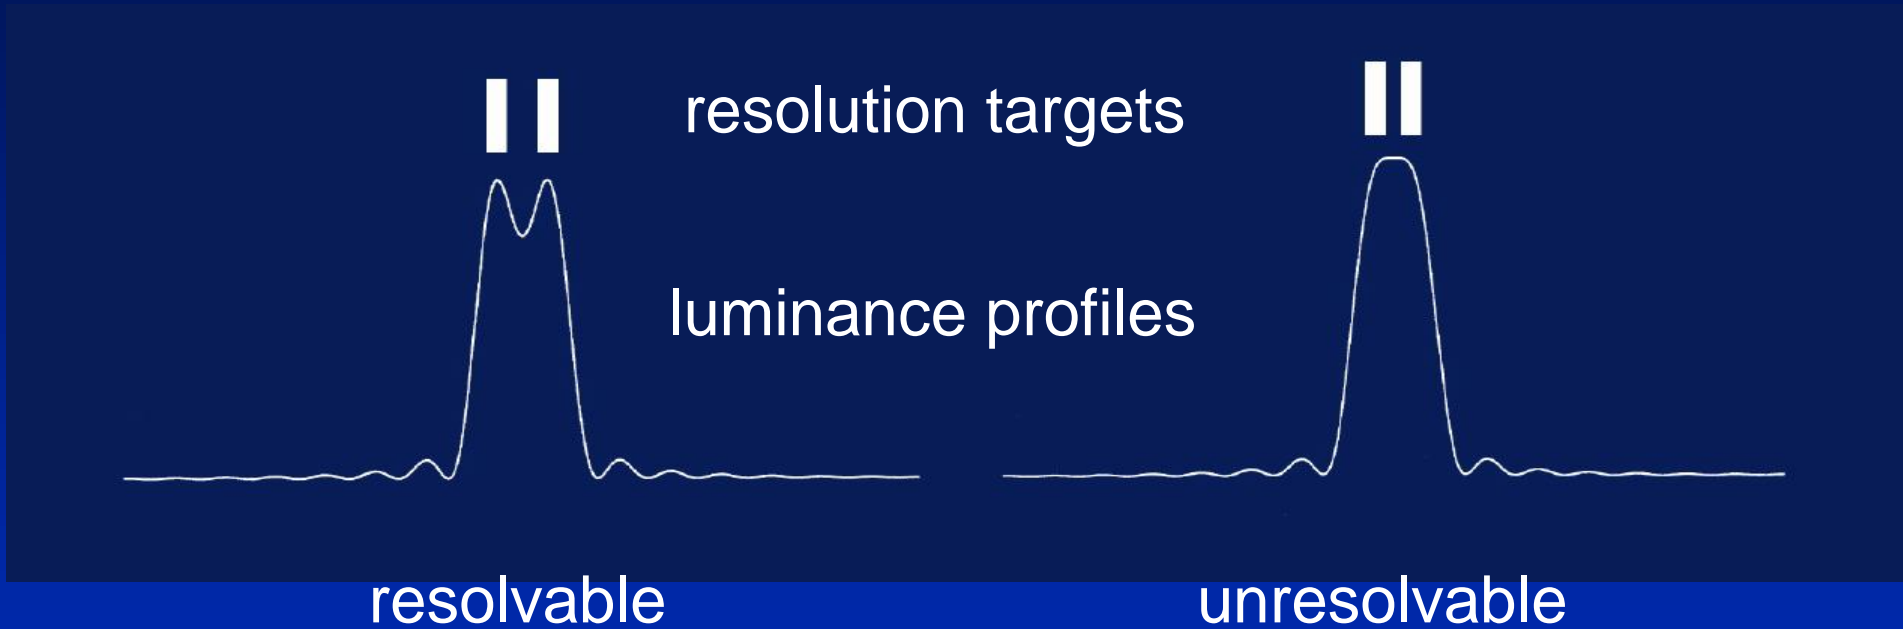 resolution targets
luminance profiles
resolvable
unresolvable